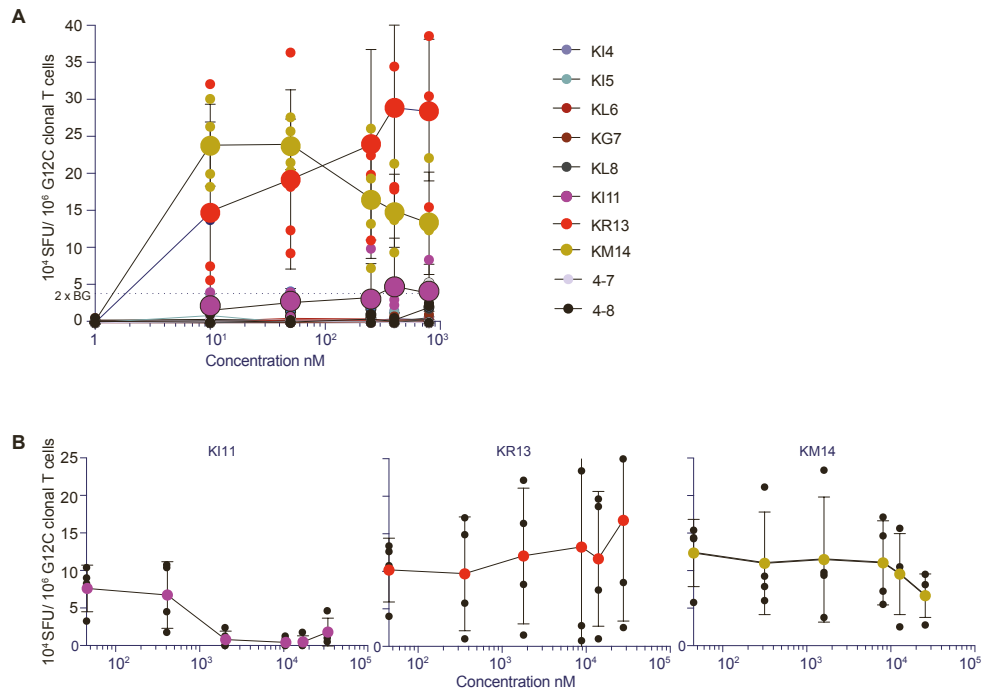 A
10⁴ SFU/ 10⁶ G12C clonal T cells
40
35
30
25
20
15
10
5
2 x BG
0
1 10¹ 10² 10³
Concentration nM
KI4
KI5
KL6
KG7
KL8
KI11
KR13
KM14
4-7
4-8
B
10⁴ SFU/ 10⁶ G12C clonal T cells
KI11 KR13 KM14
25
20
15
10
5
0 0 0
10² 10³ 10⁴ 10⁵ 10² 10³ 10⁴ 10⁵ 10² 10³ 10⁴ 10⁵
Concentration nM